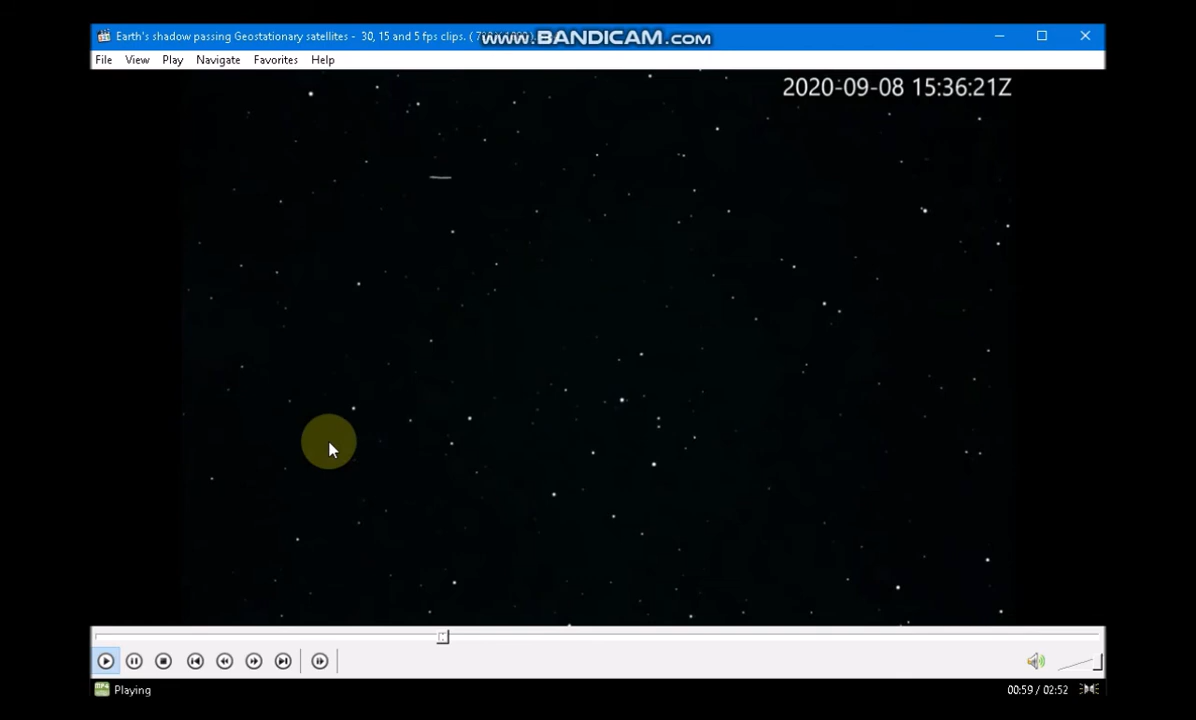 Earth's shadow passing Geostationary satellites - 30, 15 and 5 fps clips. (
www.BANDICAM.com
File View Play Navigate Favorites Help
2020-09-08 15:36:21Z
Playing
00:59 / 02:52